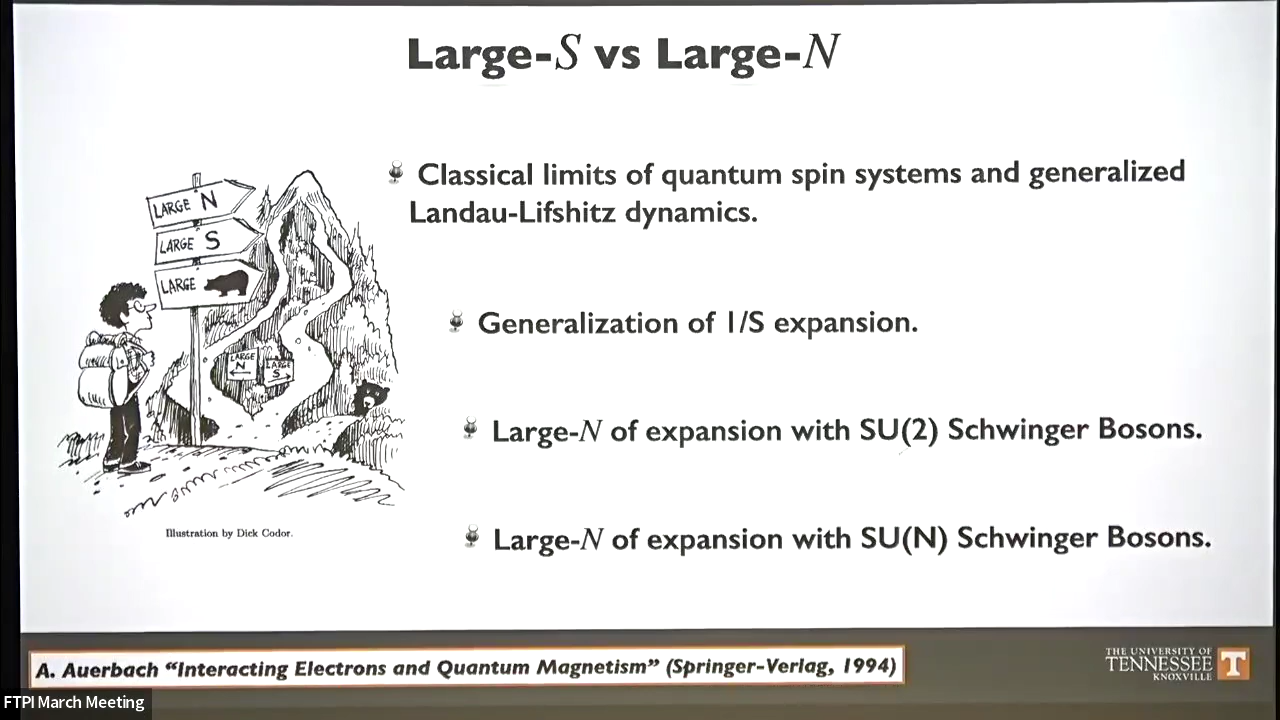 Large-S vs Large-N
Classical limits of quantum spin systems and generalized
Landau-Lifshitz dynamics.
Generalization of 1/S expansion.
Large-N of expansion with SU(2) Schwinger Bosons.
Large-N of expansion with SU(N) Schwinger Bosons.
LARGE N
LARGE S
LARGE
LARGE
N
LARGE
S
Illustration by Dick Codor.
A. Auerbach “Interacting Electrons and Quantum Magnetism” (Springer-Verlag, 1994)
THE UNIVERSITY OF
TENNESSEE
KNOXVILLE
T
FTPI March Meeting